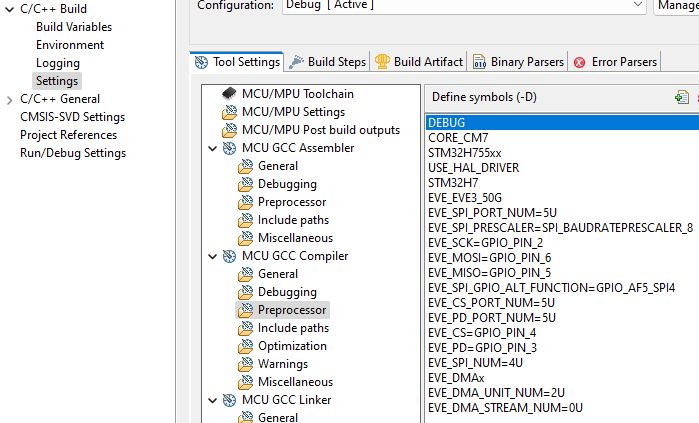 Configuration: Debug [ Active ] Manage
C/C++ Build
Build Variables
Environment
Logging
Settings
C/C++ General
CMSIS-SVD Settings
Project References
Run/Debug Settings
Tool Settings Build Steps Build Artifact Binary Parsers Error Parsers
MCU/MPU Toolchain
MCU/MPU Settings
MCU/MPU Post build outputs
MCU GCC Assembler
General
Debugging
Preprocessor
Include paths
Miscellaneous
MCU GCC Compiler
General
Debugging
Preprocessor
Include paths
Optimization
Warnings
Miscellaneous
MCU GCC Linker
General
Define symbols (-D)
DEBUG
CORE_CM7
STM32H755xx
USE_HAL_DRIVER
STM32H7
EVE_EVE3_50G
EVE_SPI_PORT_NUM=5U
EVE_SPI_PRESCALER=SPI_BAUDRATEPRESCALER_8
EVE_SCK=GPIO_PIN_2
EVE_MOSI=GPIO_PIN_6
EVE_MISO=GPIO_PIN_5
EVE_SPI_GPIO_ALT_FUNCTION=GPIO_AF5_SPI4
EVE_CS_PORT_NUM=5U
EVE_PD_PORT_NUM=5U
EVE_CS=GPIO_PIN_4
EVE_PD=GPIO_PIN_3
EVE_SPI_NUM=4U
EVE_DMAx
EVE_DMA_UNIT_NUM=2U
EVE_DMA_STREAM_NUM=0U